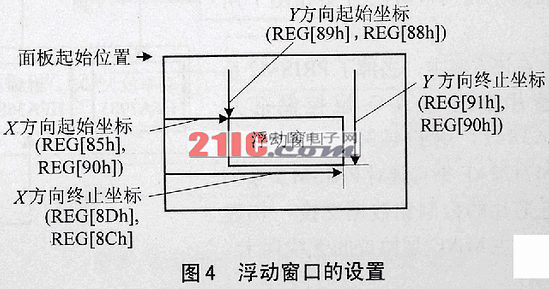 Y方向起始坐标
(REG[89h], REG[88h])
面板起始位置
Y方向终止坐标
(REG[91h],
REG[90h])
X方向起始坐标
(REG[85h],
REG[90h])
浮动窗
21IC.com
电子网
X方向终止坐标
(REG[8Dh],
REG[8Ch]
图4 浮动窗口的设置